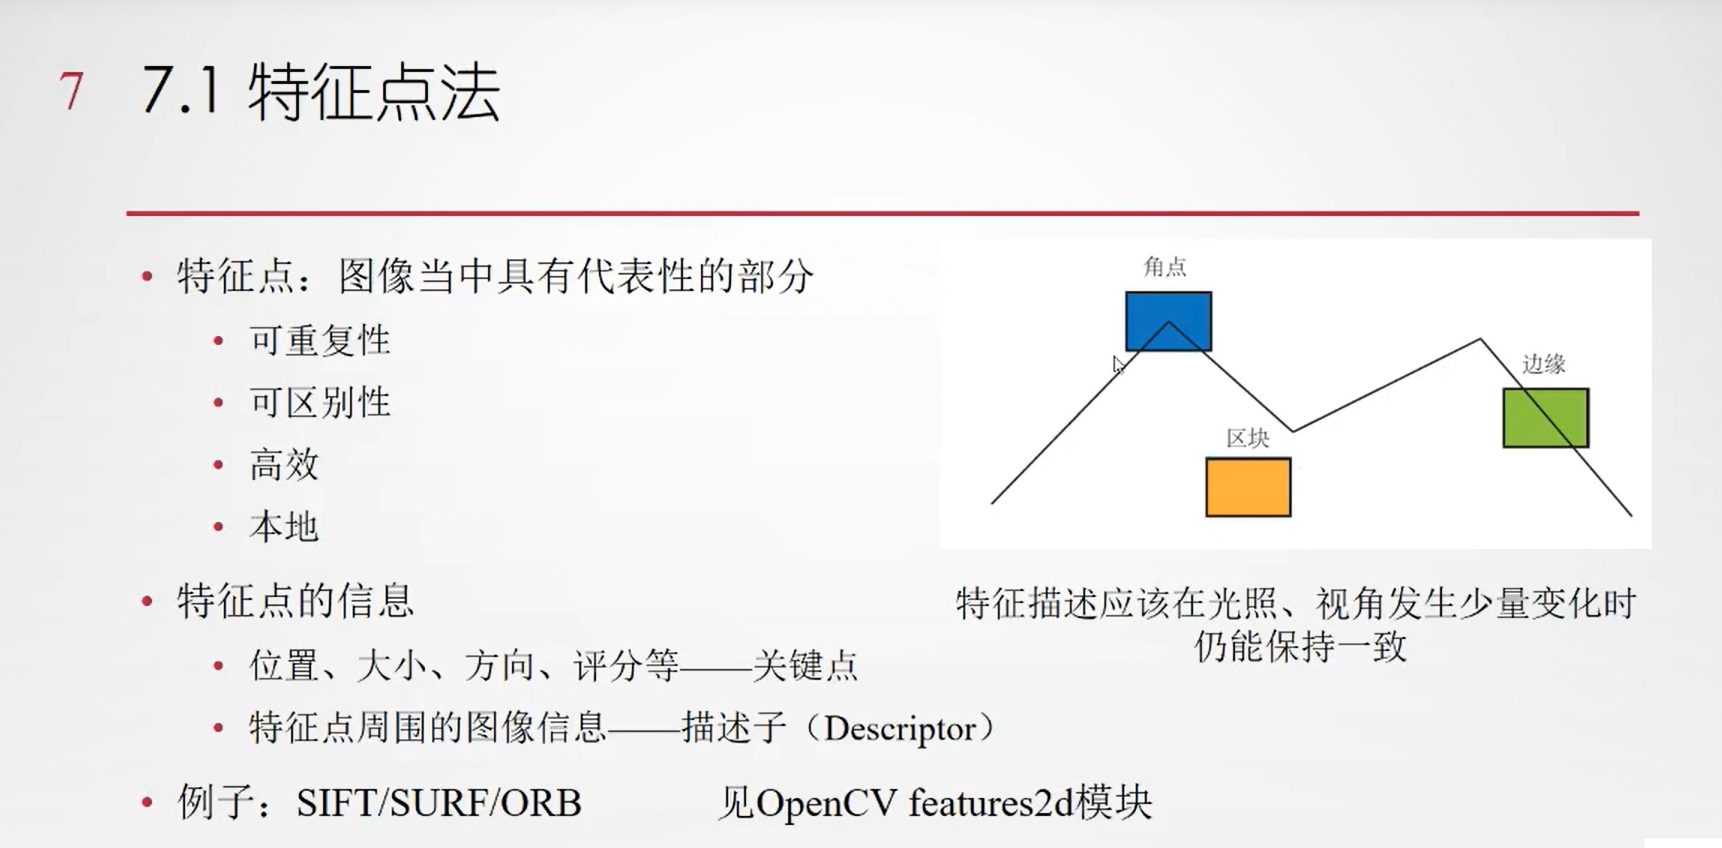 7 7.1 特征点法
特征点：图像当中具有代表性的部分
可重复性
可区别性
高效
本地
特征点的信息
位置、大小、方向、评分等——关键点
特征点周围的图像信息——描述子（Descriptor）
例子：SIFT/SURF/ORB 见OpenCV features2d模块
角点
边缘
区块
特征描述应该在光照、视角发生少量变化时
仍能保持一致